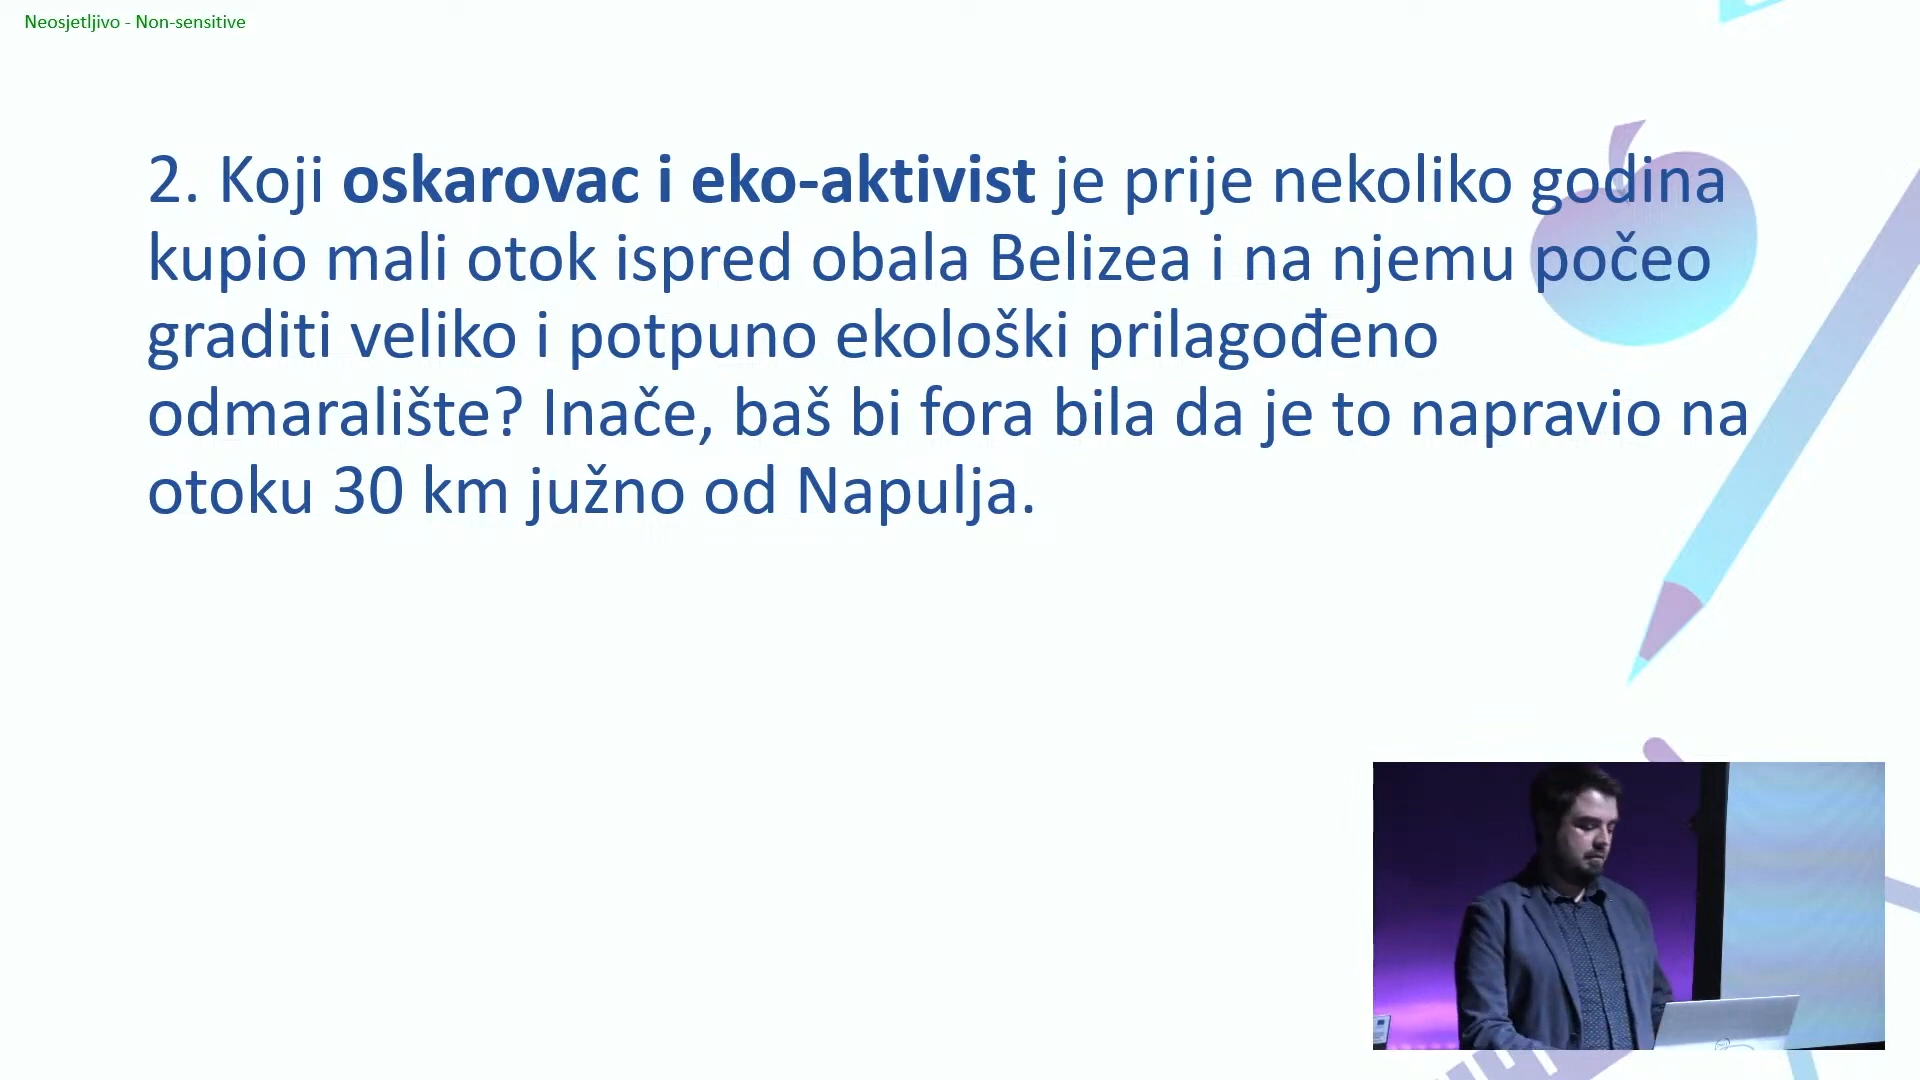 Neosjetljivo - Non-sensitive
2. Koji oskarovac i eko-aktivist je prije nekoliko godina
kupio mali otok ispred obala Belizea i na njemu počeo
graditi veliko i potpuno ekološki prilagođeno
odmaralište? Inače, baš bi fora bila da je to napravio na
otoku 30 km južno od Napulja.